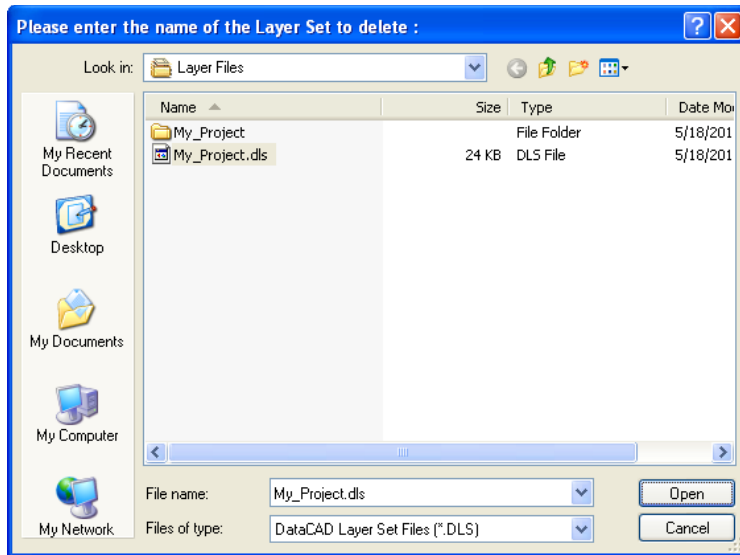 Please enter the name of the Layer Set to delete :
Look in: Layer Files
Name Size Type Date Mo
My_Project File Folder 5/18/201
My_Project.dls 24 KB DLS File 5/18/201
My Recent
Documents
Desktop
My Documents
My Computer
My Network
File name: My_Project.dls Open
Files of type: DataCAD Layer Set Files (*.DLS) Cancel